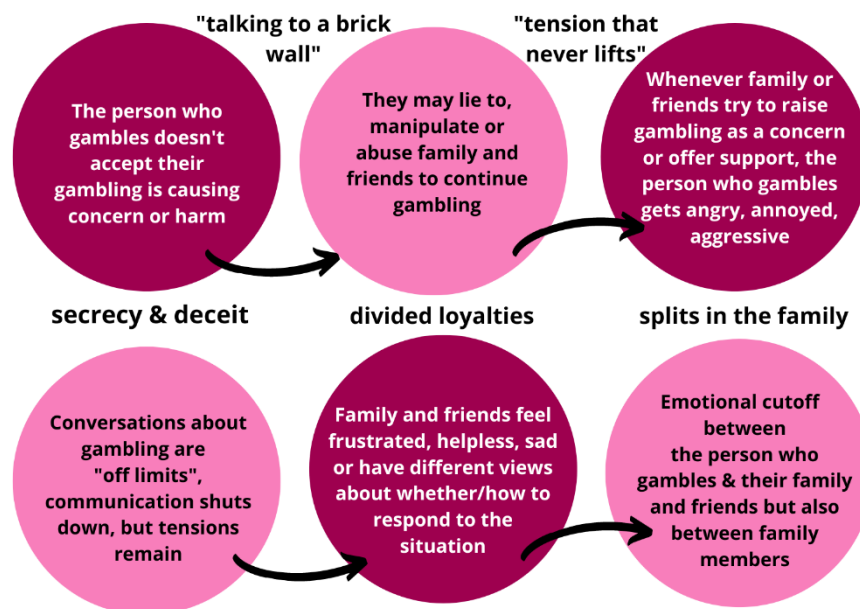 "talking to a brick
wall"
"tension that
never lifts"
The person who
gambles doesn't
accept their
gambling is causing
concern or harm
They may lie to,
manipulate or
abuse family and
friends to continue
gambling
Whenever family or
friends try to raise
gambling as a concern
or offer support, the
person who gambles
gets angry, annoyed,
aggressive
secrecy & deceit
divided loyalties
splits in the family
Conversations about
gambling are
"off limits",
communication shuts
down, but tensions
remain
Family and friends feel
frustrated, helpless, sad
or have different views
about whether/how to
respond to the
situation
Emotional cutoff
between
the person who
gambles & their family
and friends but also
between family
members